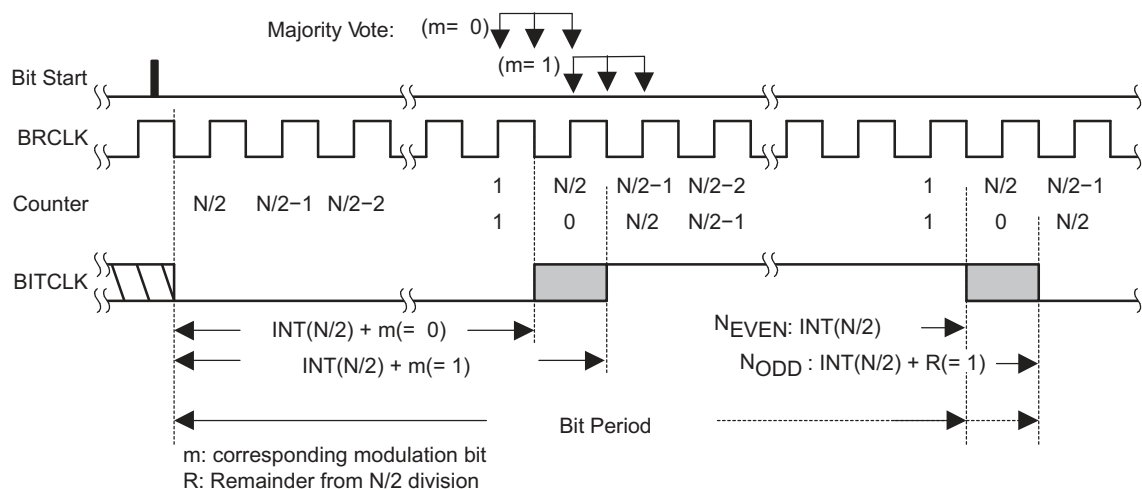 Majority Vote: (m= 0)
(m= 1)
Bit Start
BRCLK
Counter
1 N/2 N/2−1 N/2−2 1 N/2 N/2−1
N/2 N/2−1 N/2−2
1 0 N/2 N/2−1 1 0 N/2
BITCLK
INT(N/2) + m(= 0)
NEVEN: INT(N/2)
INT(N/2) + m(= 1)
NODD : INT(N/2) + R(= 1)
Bit Period
m: corresponding modulation bit
R: Remainder from N/2 division